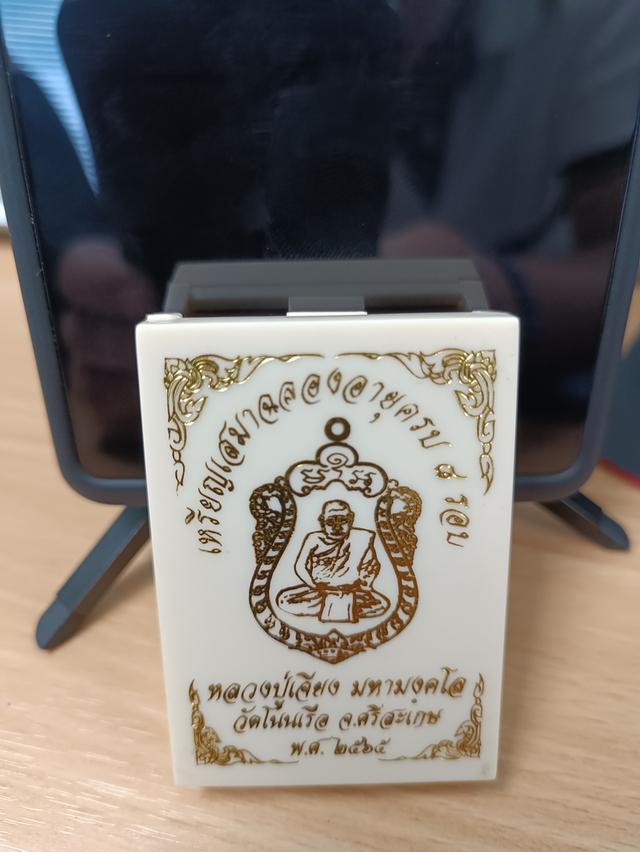 เหรียญเสมาฉลองอายุครบ ๘ รอบ
หลวงปู่เจียง มหามงคโล
วัดโนนเรือ จ.ศรีสะเกษ
พ.ศ. ๒๕๖๕